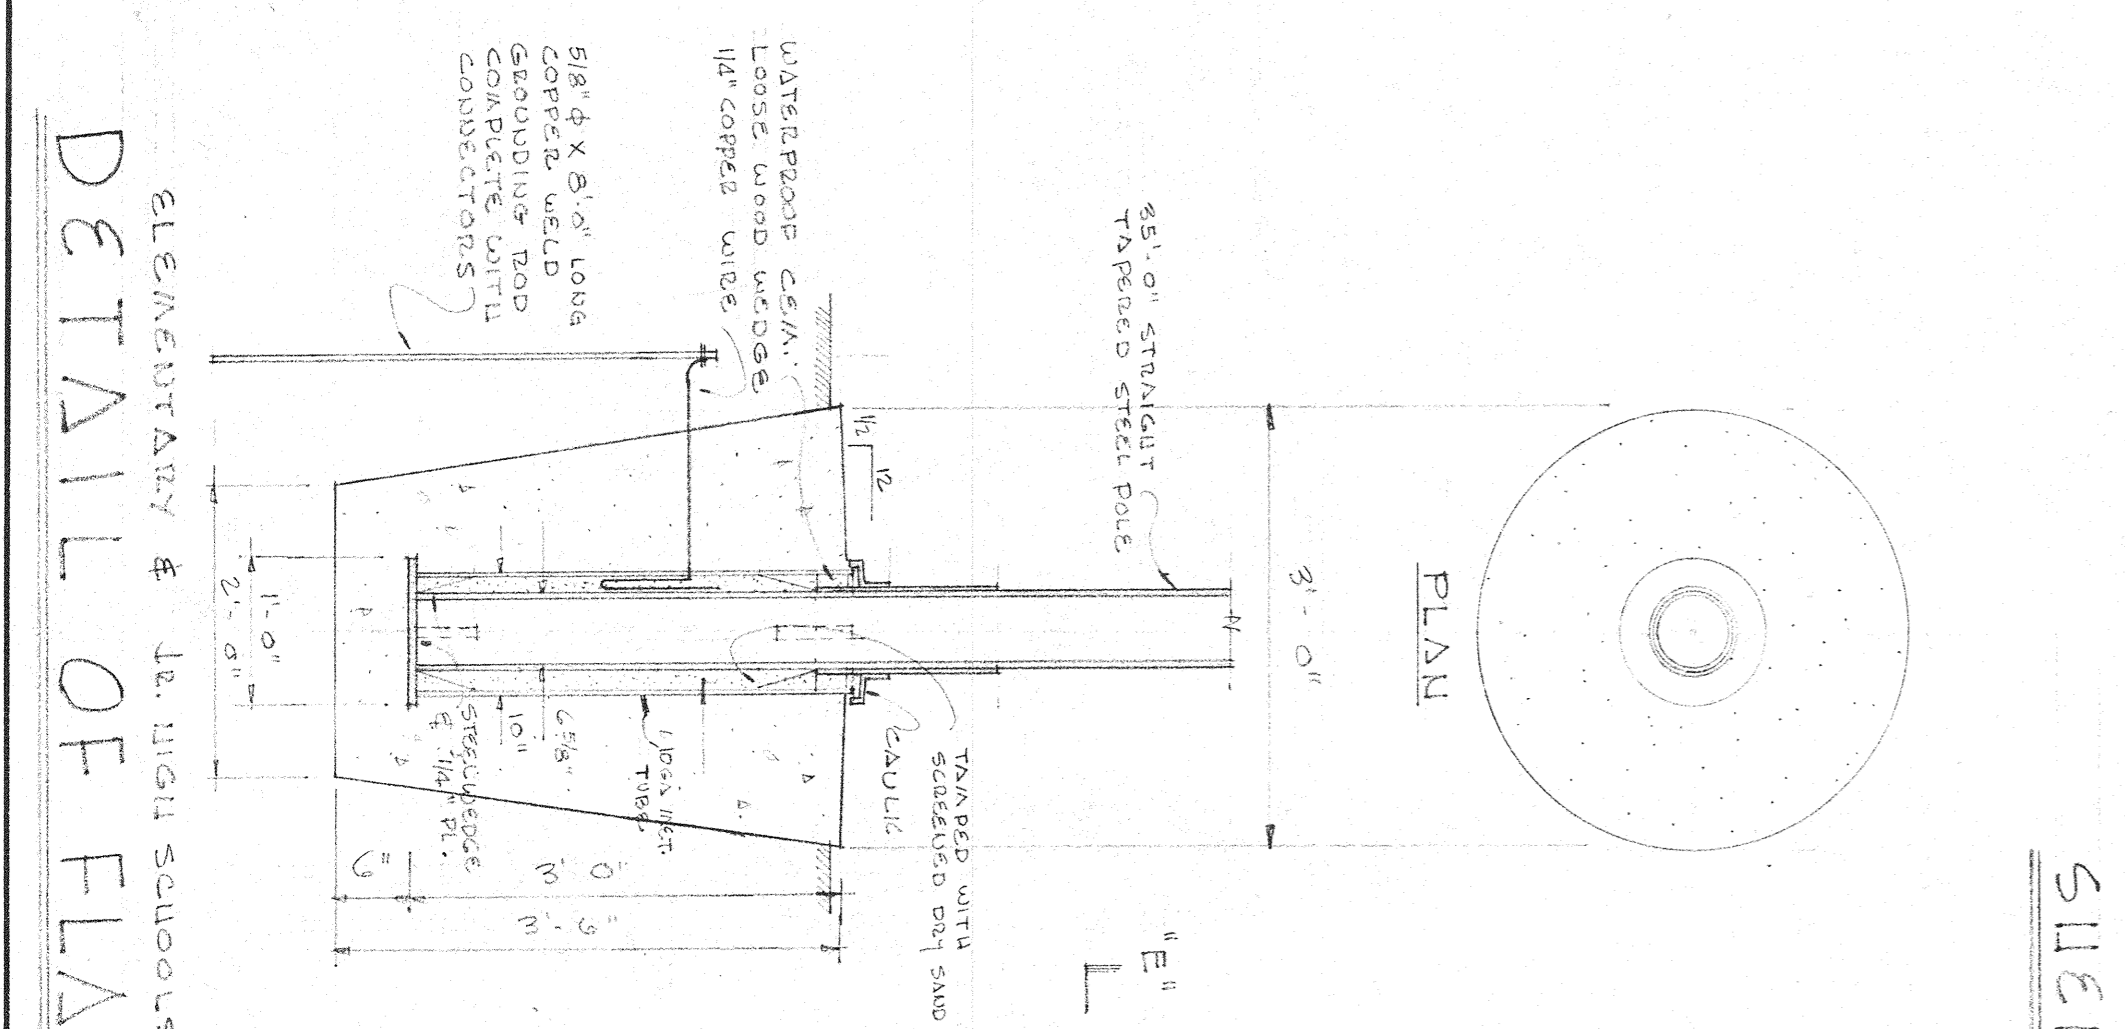 SHE
PLAN
3'-0"
"E"
35'-0" STRAIGHT
TAPERED STEEL POLE
TAMPED WITH
SCREENED DRY SAND
CAULK
1/2
12
WATERPROOF CEM.
LOOSE WOOD WEDGE
1/4" COPPER WIRE
5/8" ϕ X 8'-0" LONG
COPPER WELD
GROUNDING ROD
COMPLETE WITH
CONNECTORS
MET.
TUBE
6 5/8"
10"
STEEL WEDGE
& 1/4" PL.
1'-0"
2'-0"
6"
3'-0"
3'-6"
ELEMENTARY & JR. HIGH SCHOOLS
DETAIL OF FLA